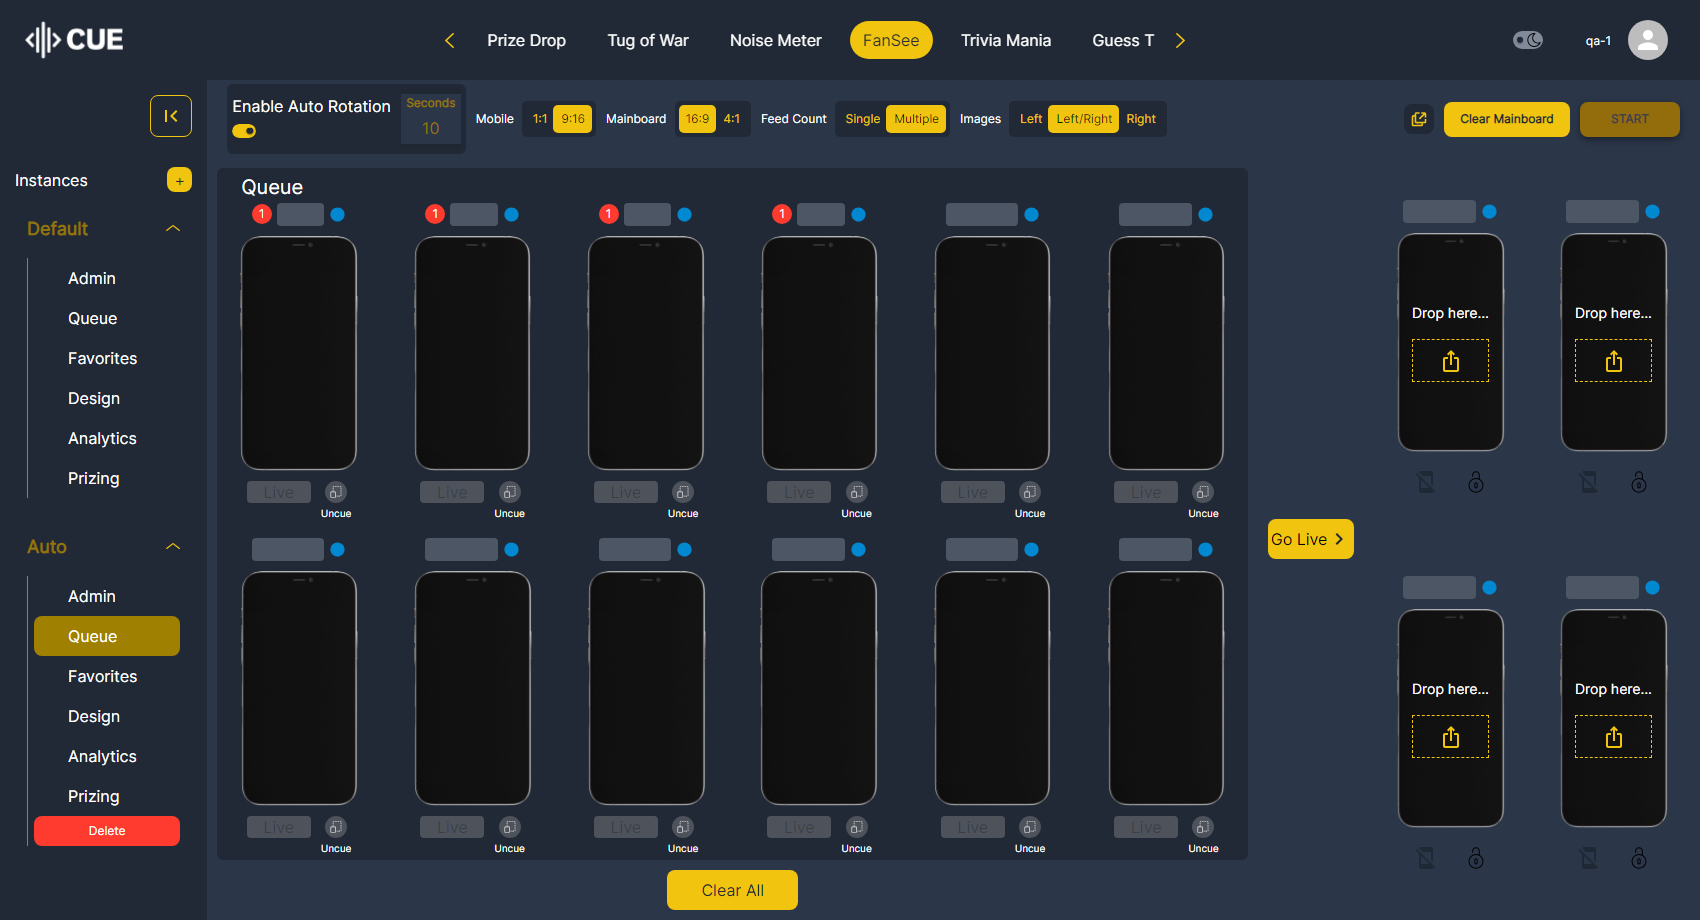 CUE
Prize Drop
Tug of War
Noise Meter
FanSee
Trivia Mania
Guess T
qa-1
Enable Auto Rotation
Seconds
10
Mobile
1:1
9:16
Mainboard
16:9
4:1
Feed Count
Single
Multiple
Images
Left
Left/Right
Right
Clear Mainboard
START
Instances
+
Default
Admin
Queue
Favorites
Design
Analytics
Prizing
Auto
Admin
Queue
Favorites
Design
Analytics
Prizing
Delete
Queue
1
1
1
1
Live
Live
Live
Live
Live
Live
Uncue
Uncue
Uncue
Uncue
Uncue
Uncue
Live
Live
Live
Live
Live
Live
Uncue
Uncue
Uncue
Uncue
Uncue
Uncue
Clear All
Go Live
Drop here...
Drop here...
Drop here...
Drop here...